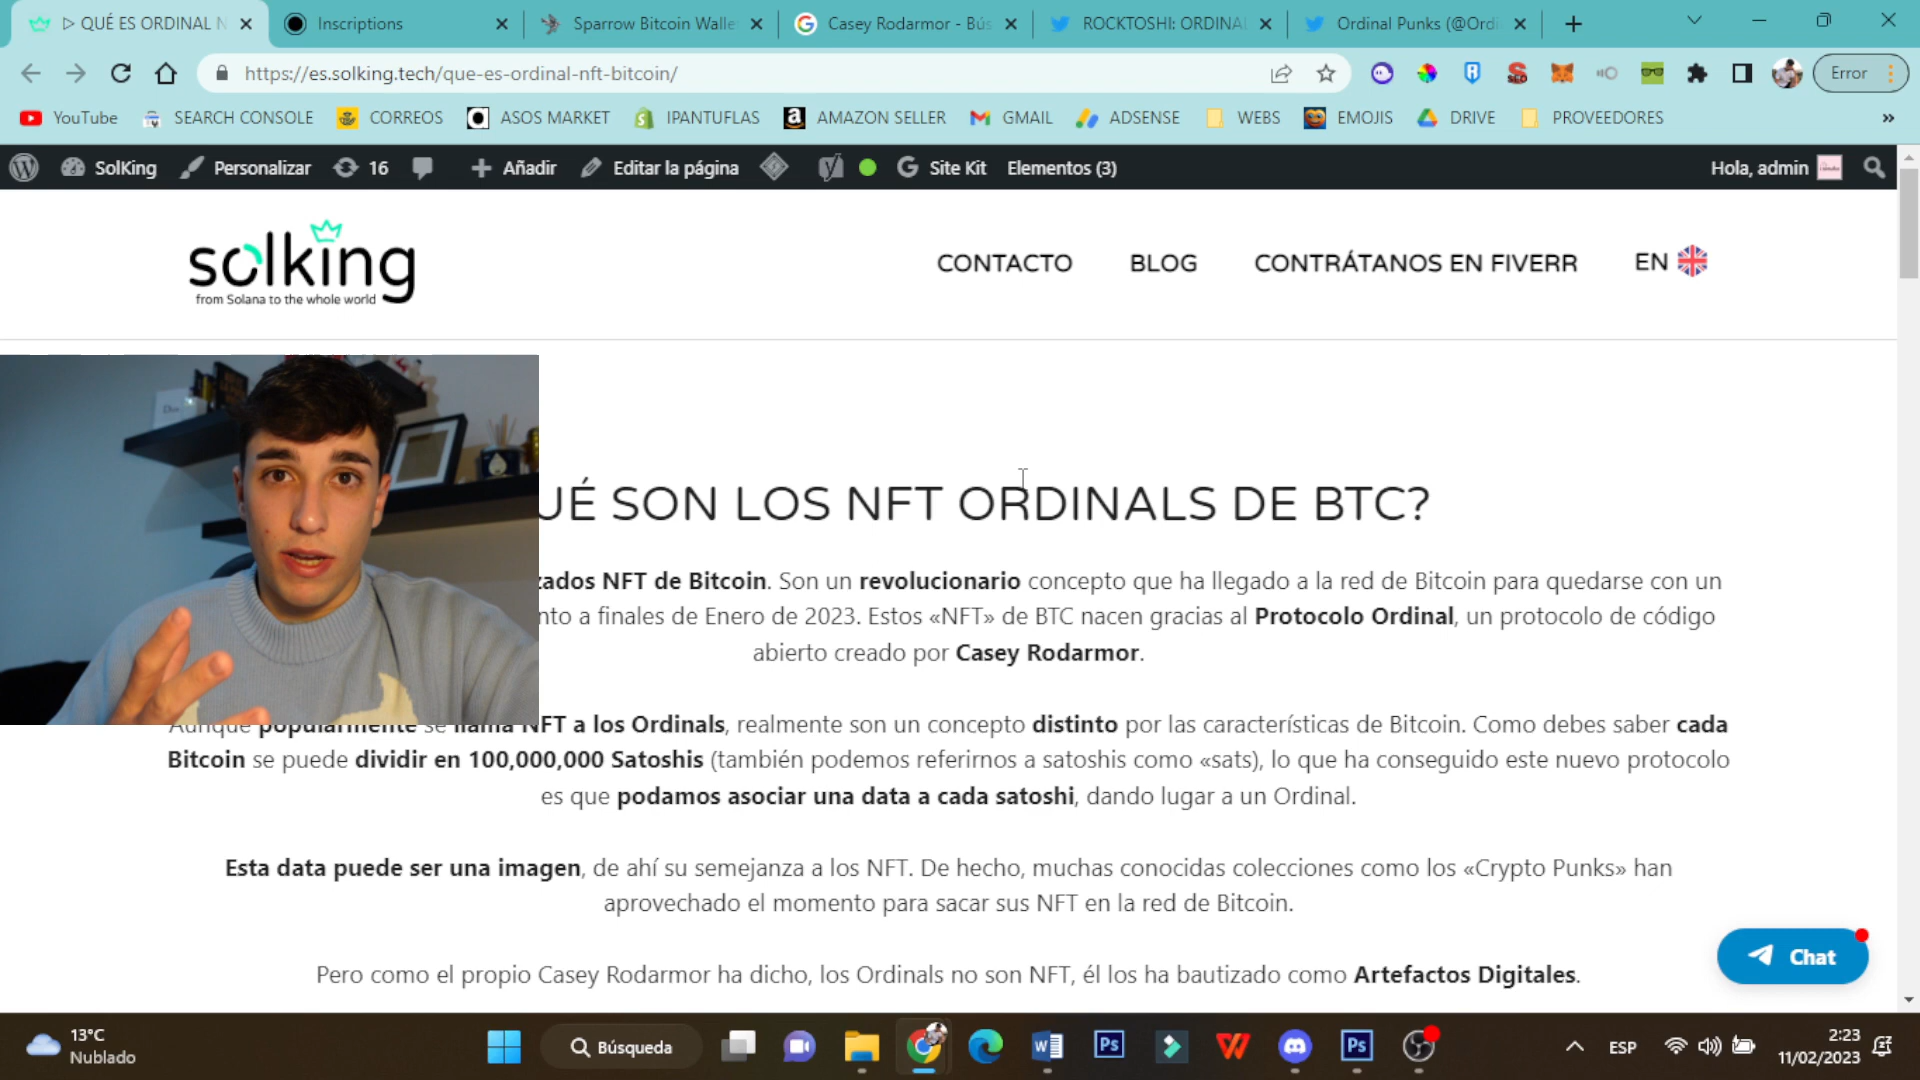 ▷ QUÉ ES ORDINAL N
Inscriptions
Sparrow Bitcoin Walle
Casey Rodarmor - Bús
ROCKTOSHI: ORDINAL
Ordinal Punks (@Ordi
https://es.solking.tech/que-es-ordinal-nft-bitcoin/
SEO
Error
YouTube
SEARCH CONSOLE
CORREOS
ASOS MARKET
IPANTUFLAS
AMAZON SELLER
GMAIL
ADSENSE
WEBS
EMOJIS
DRIVE
PROVEEDORES
»
SolKing
Personalizar
16
Añadir
Editar la página
Site Kit
Elementos (3)
Hola, admin
solking
from Solana to the whole world
CONTACTO
BLOG
CONTRÁTANOS EN FIVERR
EN
UÉ SON LOS NFT ORDINALS DE BTC?
zados NFT de Bitcoin. Son un revolucionario concepto que ha llegado a la red de Bitcoin para quedarse con un
nto a finales de Enero de 2023. Estos «NFT» de BTC nacen gracias al Protocolo Ordinal, un protocolo de código
abierto creado por Casey Rodarmor.
Aunque popularmente se llama NFT a los Ordinals, realmente son un concepto distinto por las características de Bitcoin. Como debes saber cada
Bitcoin se puede dividir en 100,000,000 Satoshis (también podemos referirnos a satoshis como «sats), lo que ha conseguido este nuevo protocolo
es que podamos asociar una data a cada satoshi, dando lugar a un Ordinal.
Esta data puede ser una imagen, de ahí su semejanza a los NFT. De hecho, muchas conocidas colecciones como los «Crypto Punks» han
aprovechado el momento para sacar sus NFT en la red de Bitcoin.
Pero como el propio Casey Rodarmor ha dicho, los Ordinals no son NFT, él los ha bautizado como Artefactos Digitales.
Chat
13°C
Nublado
Búsqueda
Ps
Ps
ESP
2:23
11/02/2023